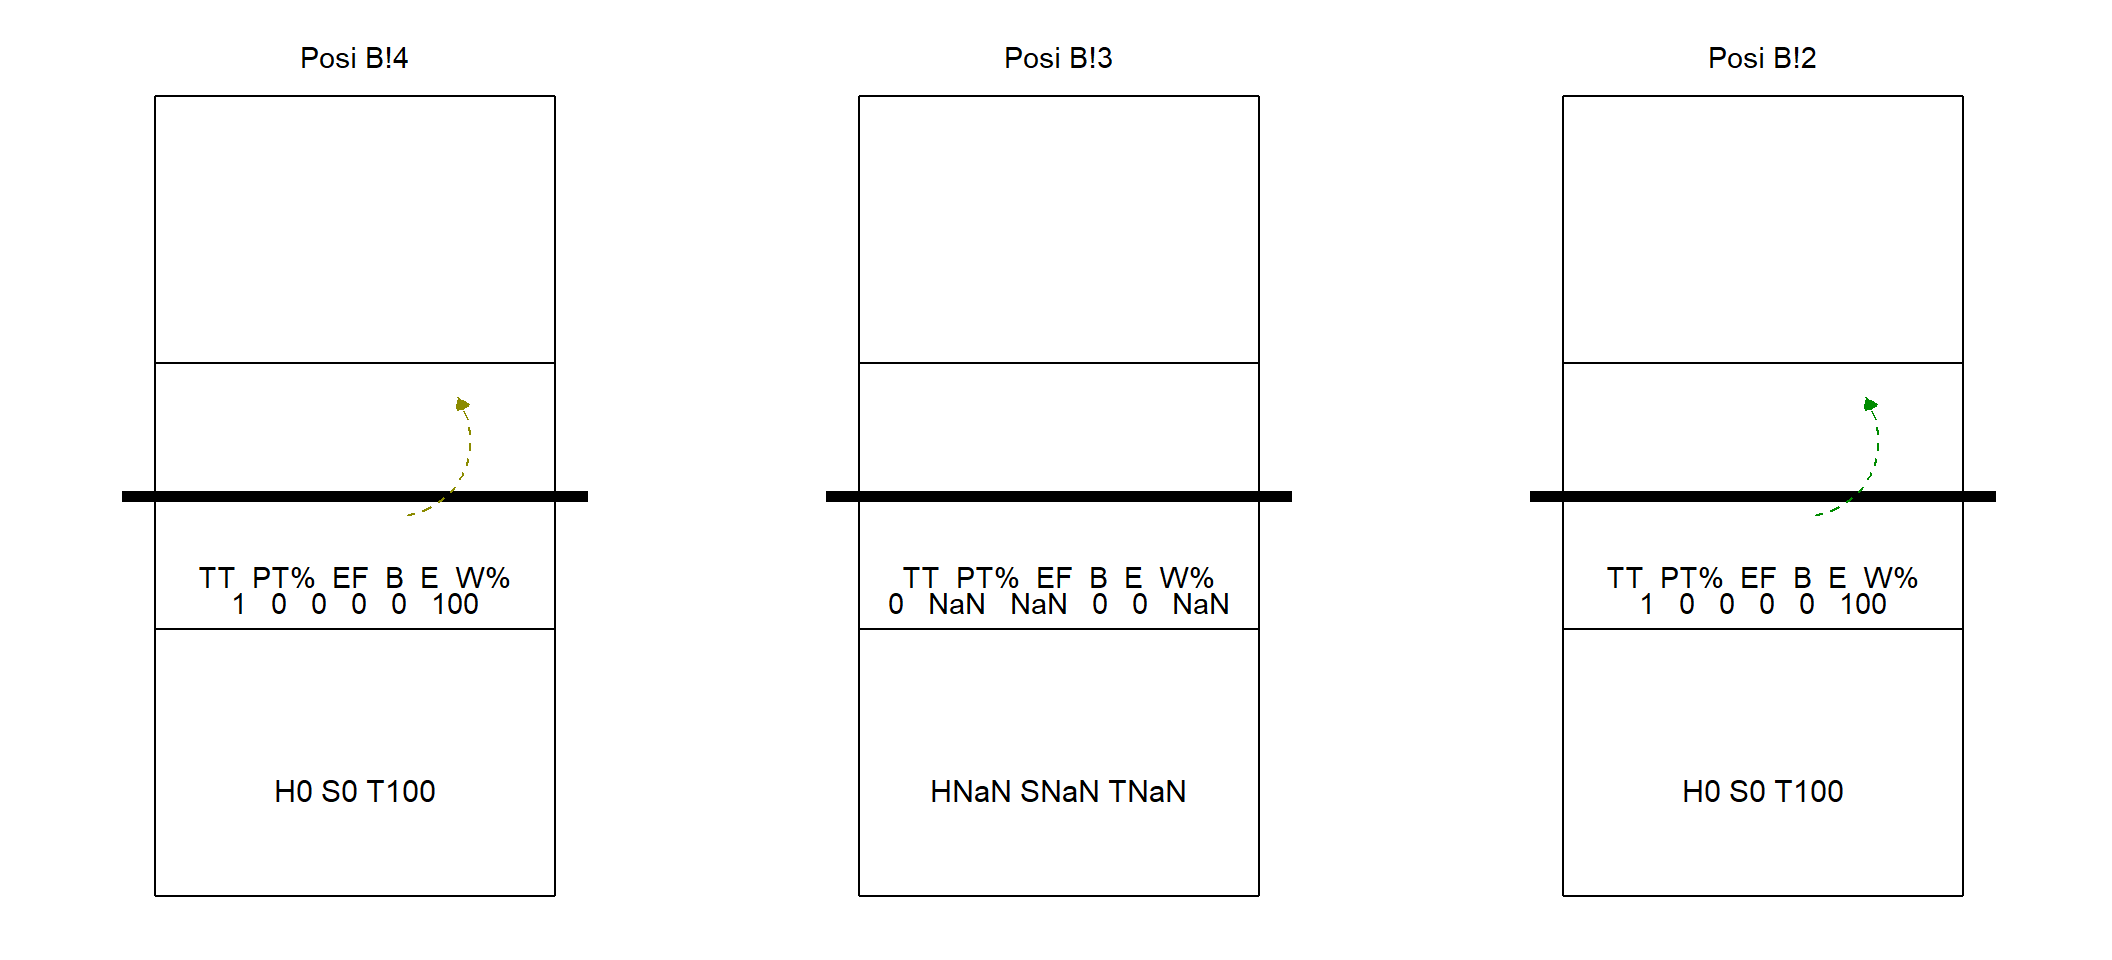 Posi B!4
TT PT% EF B E W%
1 0 0 0 0 100
H0 S0 T100
Posi B!3
TT PT% EF B E W%
0 NaN NaN 0 0 NaN
HNaN SNaN TNaN
Posi B!2
TT PT% EF B E W%
1 0 0 0 0 100
H0 S0 T100